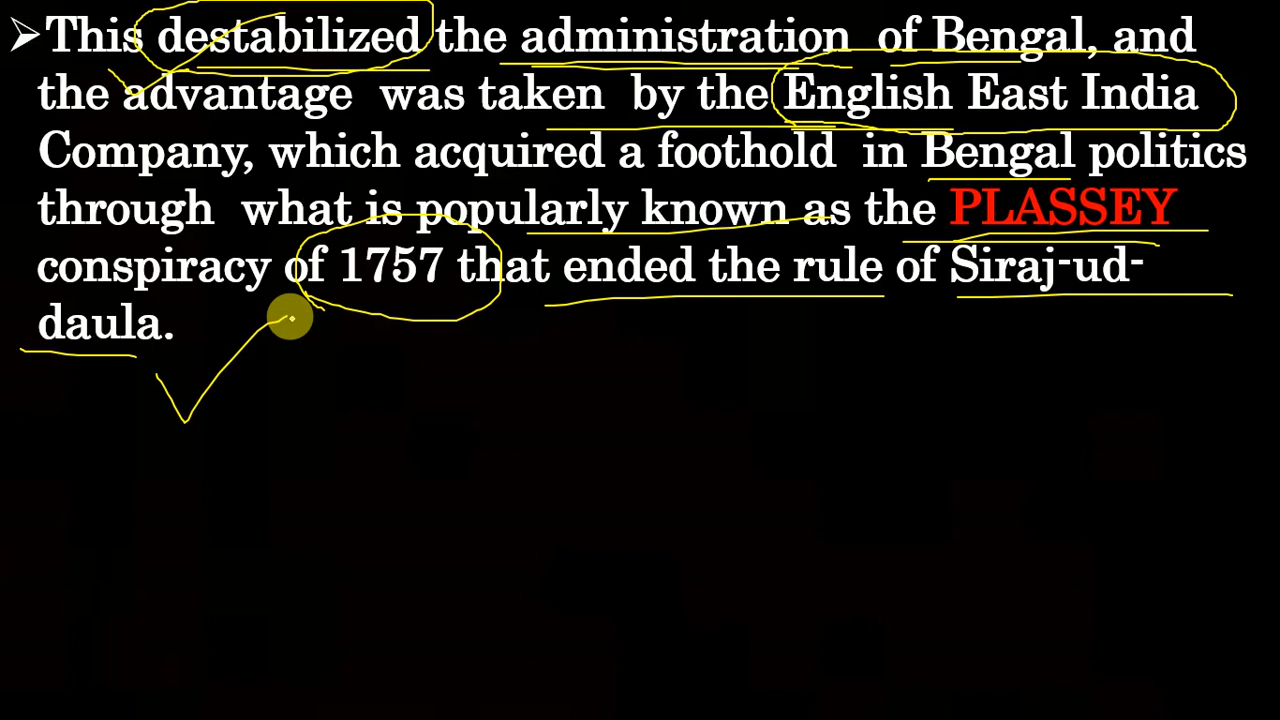 ➤This destabilized the administration of Bengal, and
the advantage was taken by the English East India
Company, which acquired a foothold in Bengal politics
through what is popularly known as the PLASSEY
conspiracy of 1757 that ended the rule of Siraj-ud-
daula.